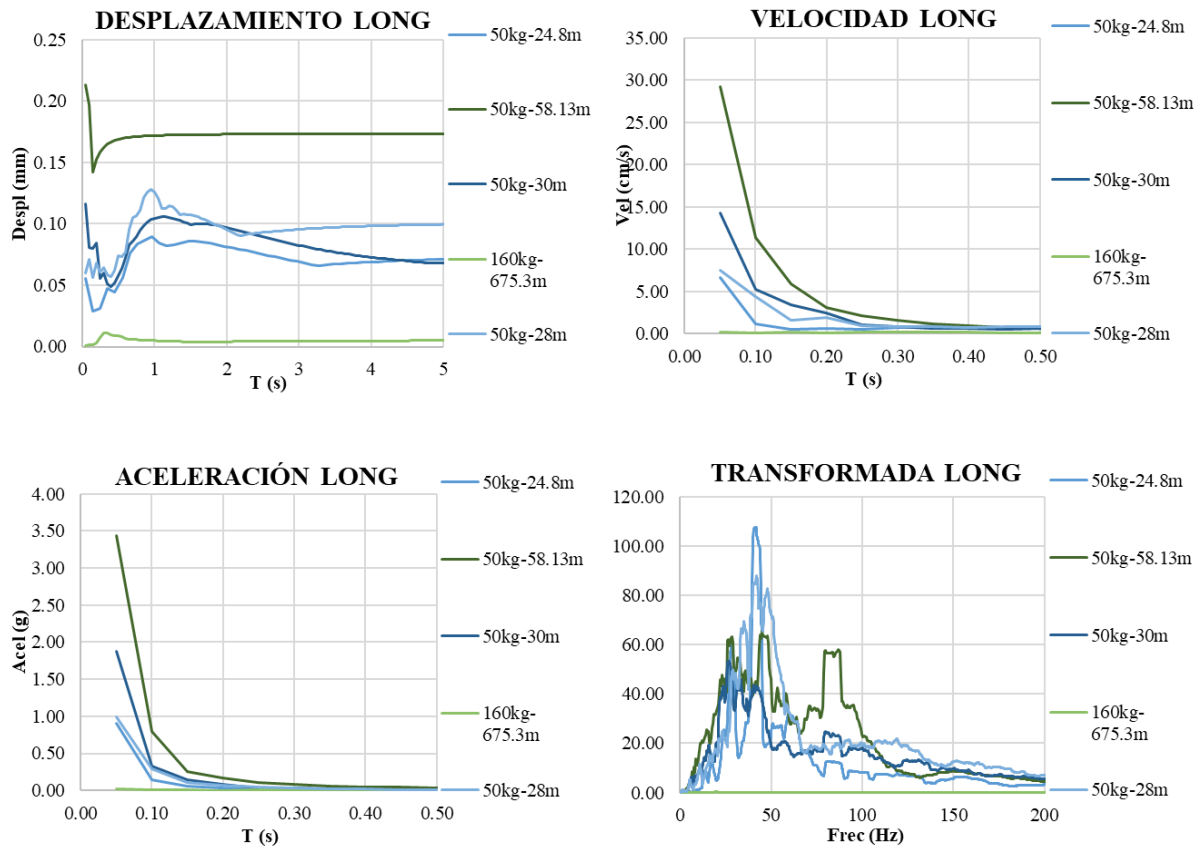 DESPLAZAMIENTO LONG
Despl (mm)
0.25
0.20
0.15
0.10
0.05
0.00
0
1
2
3
4
5
T (s)
50kg-24.8m
50kg-58.13m
50kg-30m
160kg-
675.3m
50kg-28m
VELOCIDAD LONG
Vel (cm/s)
35.00
30.00
25.00
20.00
15.00
10.00
5.00
0.00
0.00
0.10
0.20
0.30
0.40
0.50
T (s)
50kg-24.8m
50kg-58.13m
50kg-30m
160kg-
675.3m
50kg-28m
ACELERACIÓN LONG
Acel (g)
4.00
3.50
3.00
2.50
2.00
1.50
1.00
0.50
0.00
0.00
0.10
0.20
0.30
0.40
0.50
T (s)
50kg-24.8m
50kg-58.13m
50kg-30m
160kg-
675.3m
50kg-28m
TRANSFORMADA LONG
120.00
100.00
80.00
60.00
40.00
20.00
0.00
0
50
100
150
200
Frec (Hz)
50kg-24.8m
50kg-58.13m
50kg-30m
160kg-
675.3m
50kg-28m